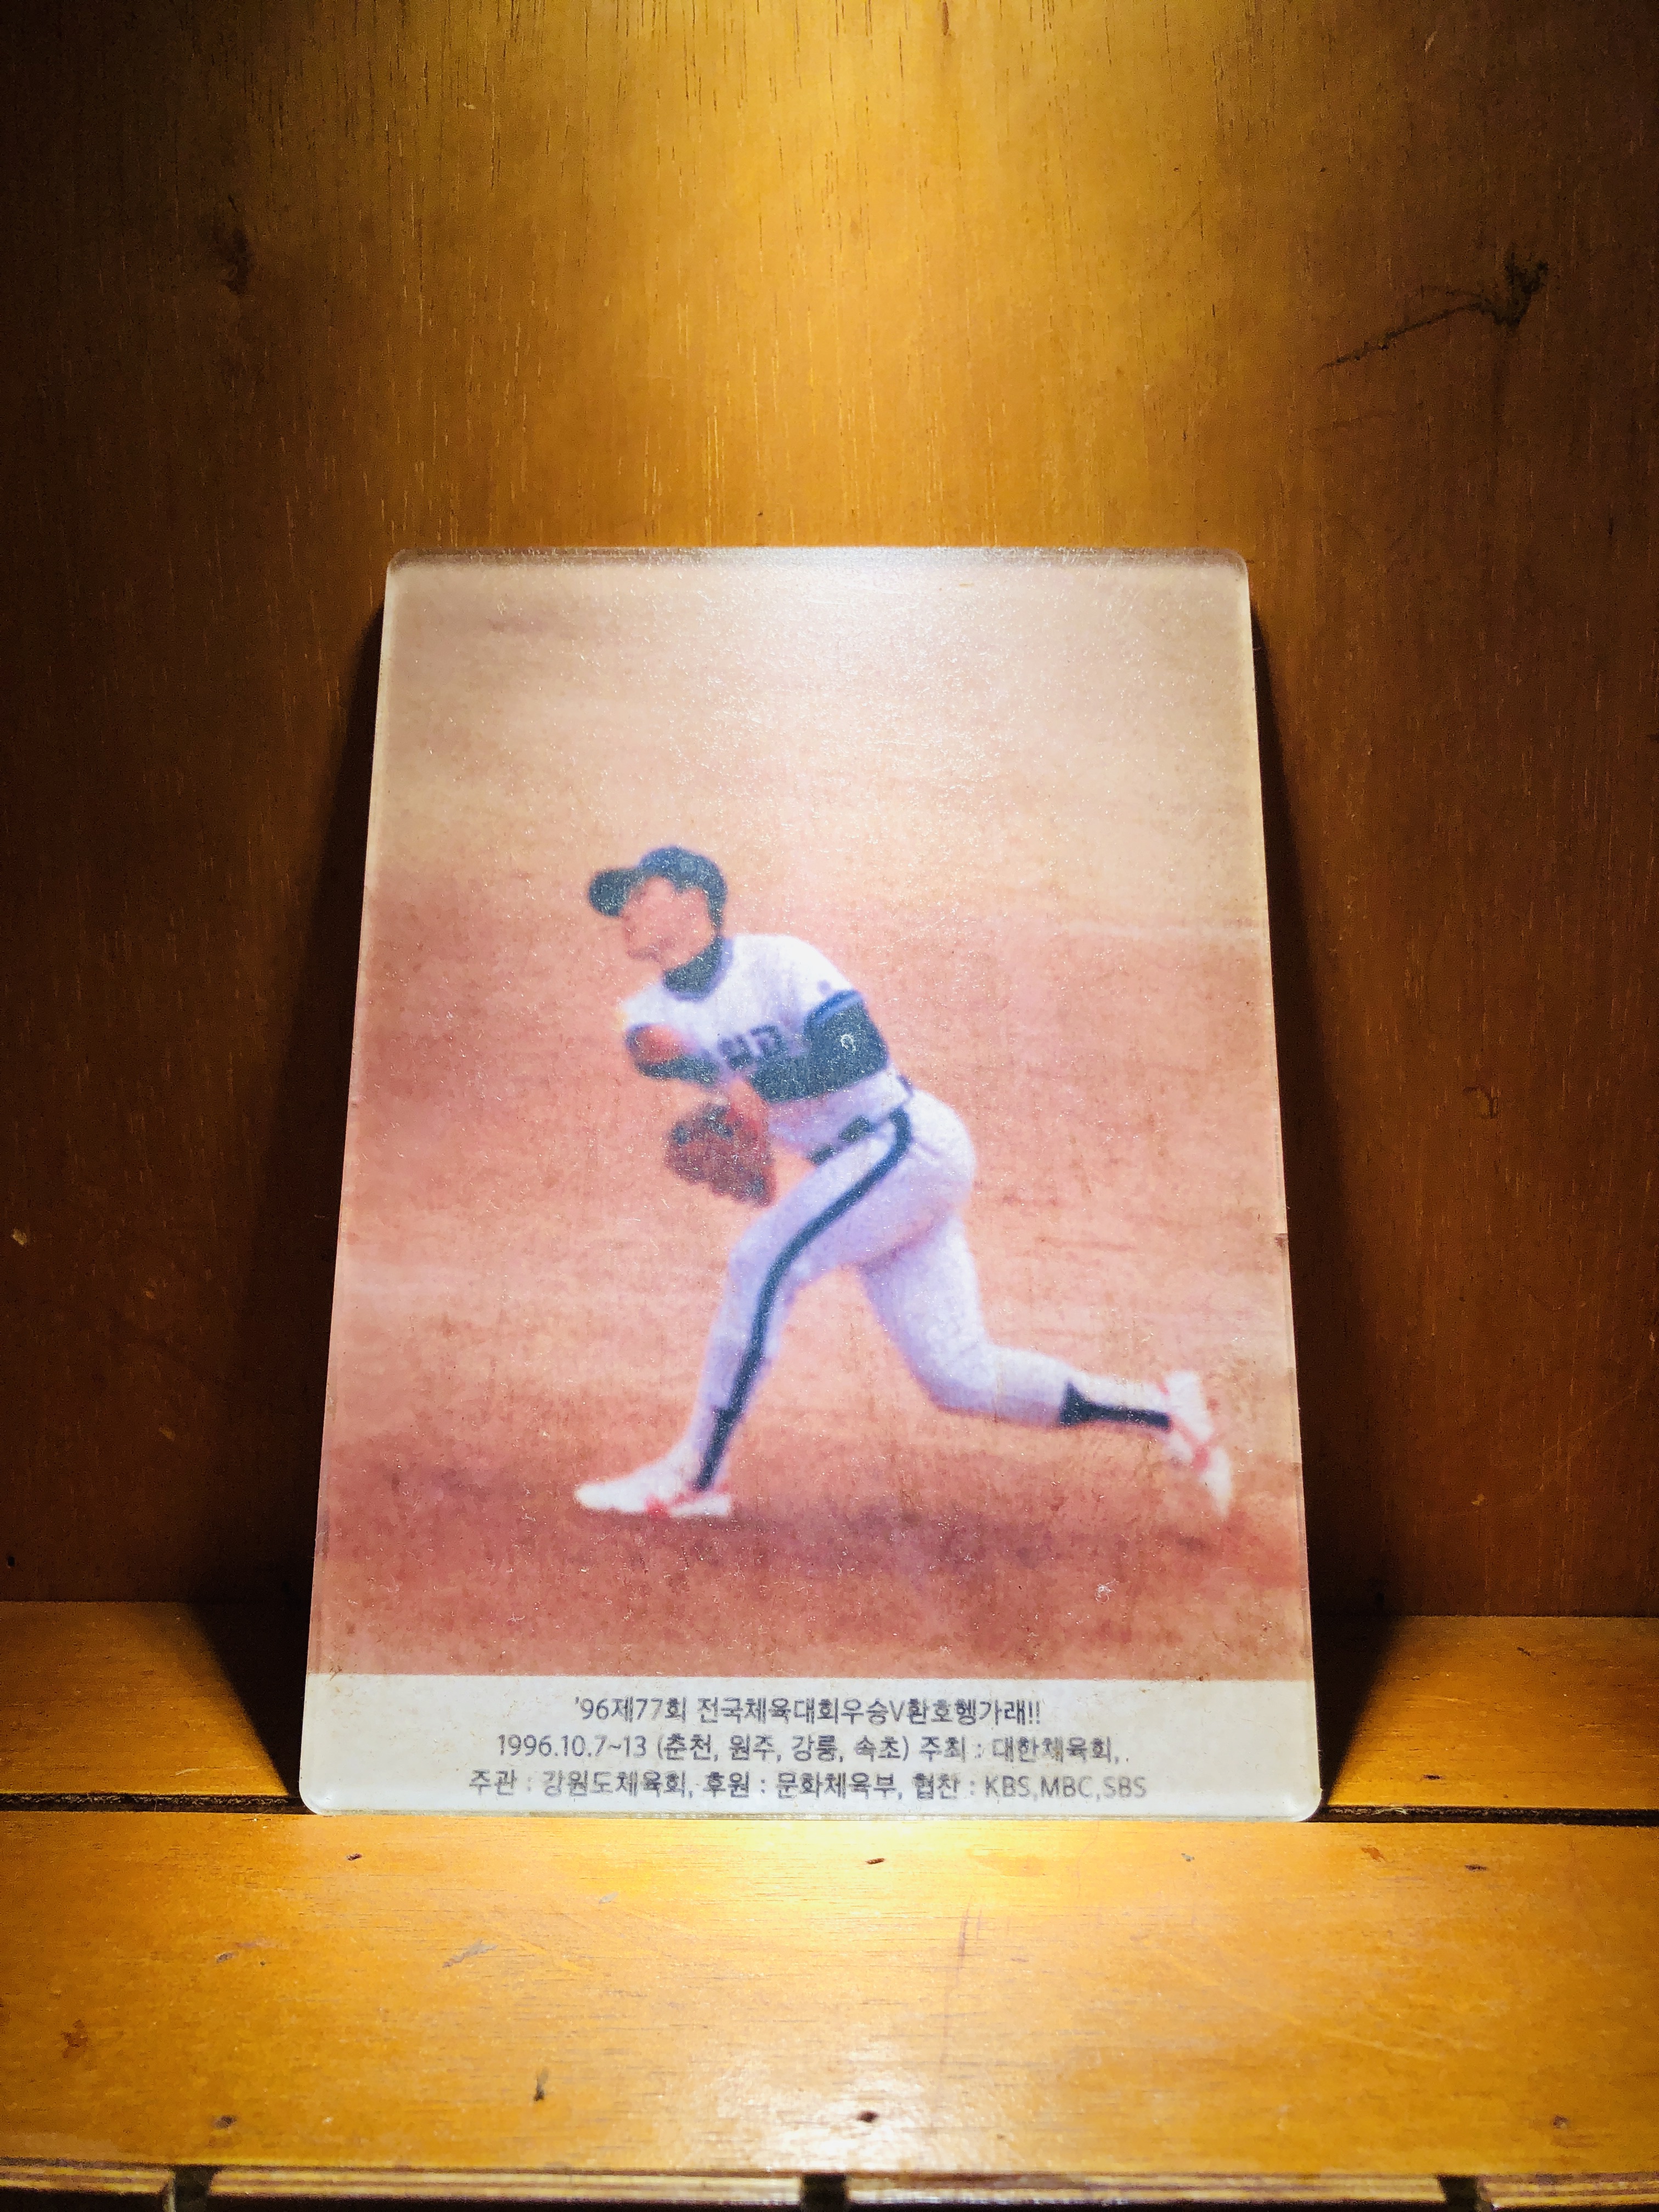 '96제77회 전국체육대회우승V환호헹가래!!
1996.10.7~13 (춘천, 원주, 강릉, 속초) 주최 : 대한체육회,.
주관 : 강원도체육회, 후원 : 문화체육부, 협찬 : KBS,MBC,SBS